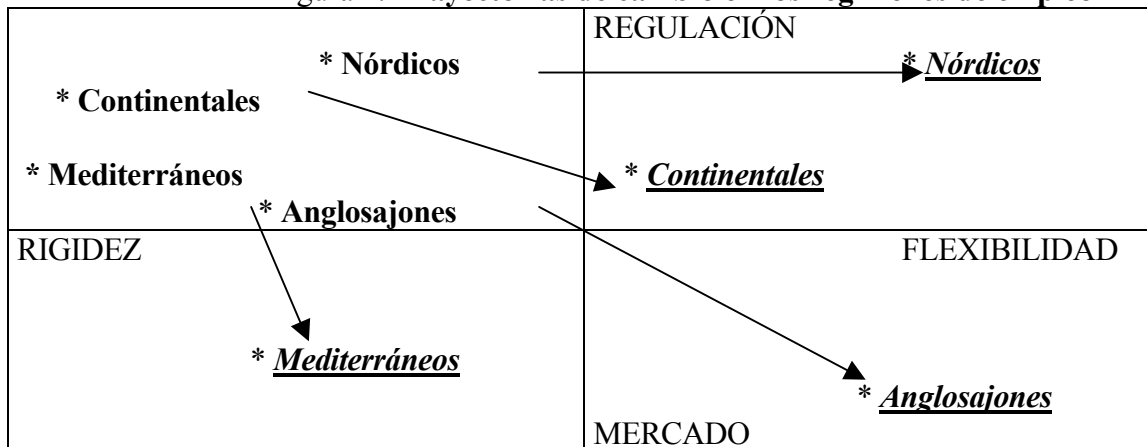 REGULACIÓN
* Nórdicos
* Nórdicos
* Continentales
* Mediterráneos
* Continentales
* Anglosajones
RIGIDEZ
FLEXIBILIDAD
* Mediterráneos
* Anglosajones
MERCADO